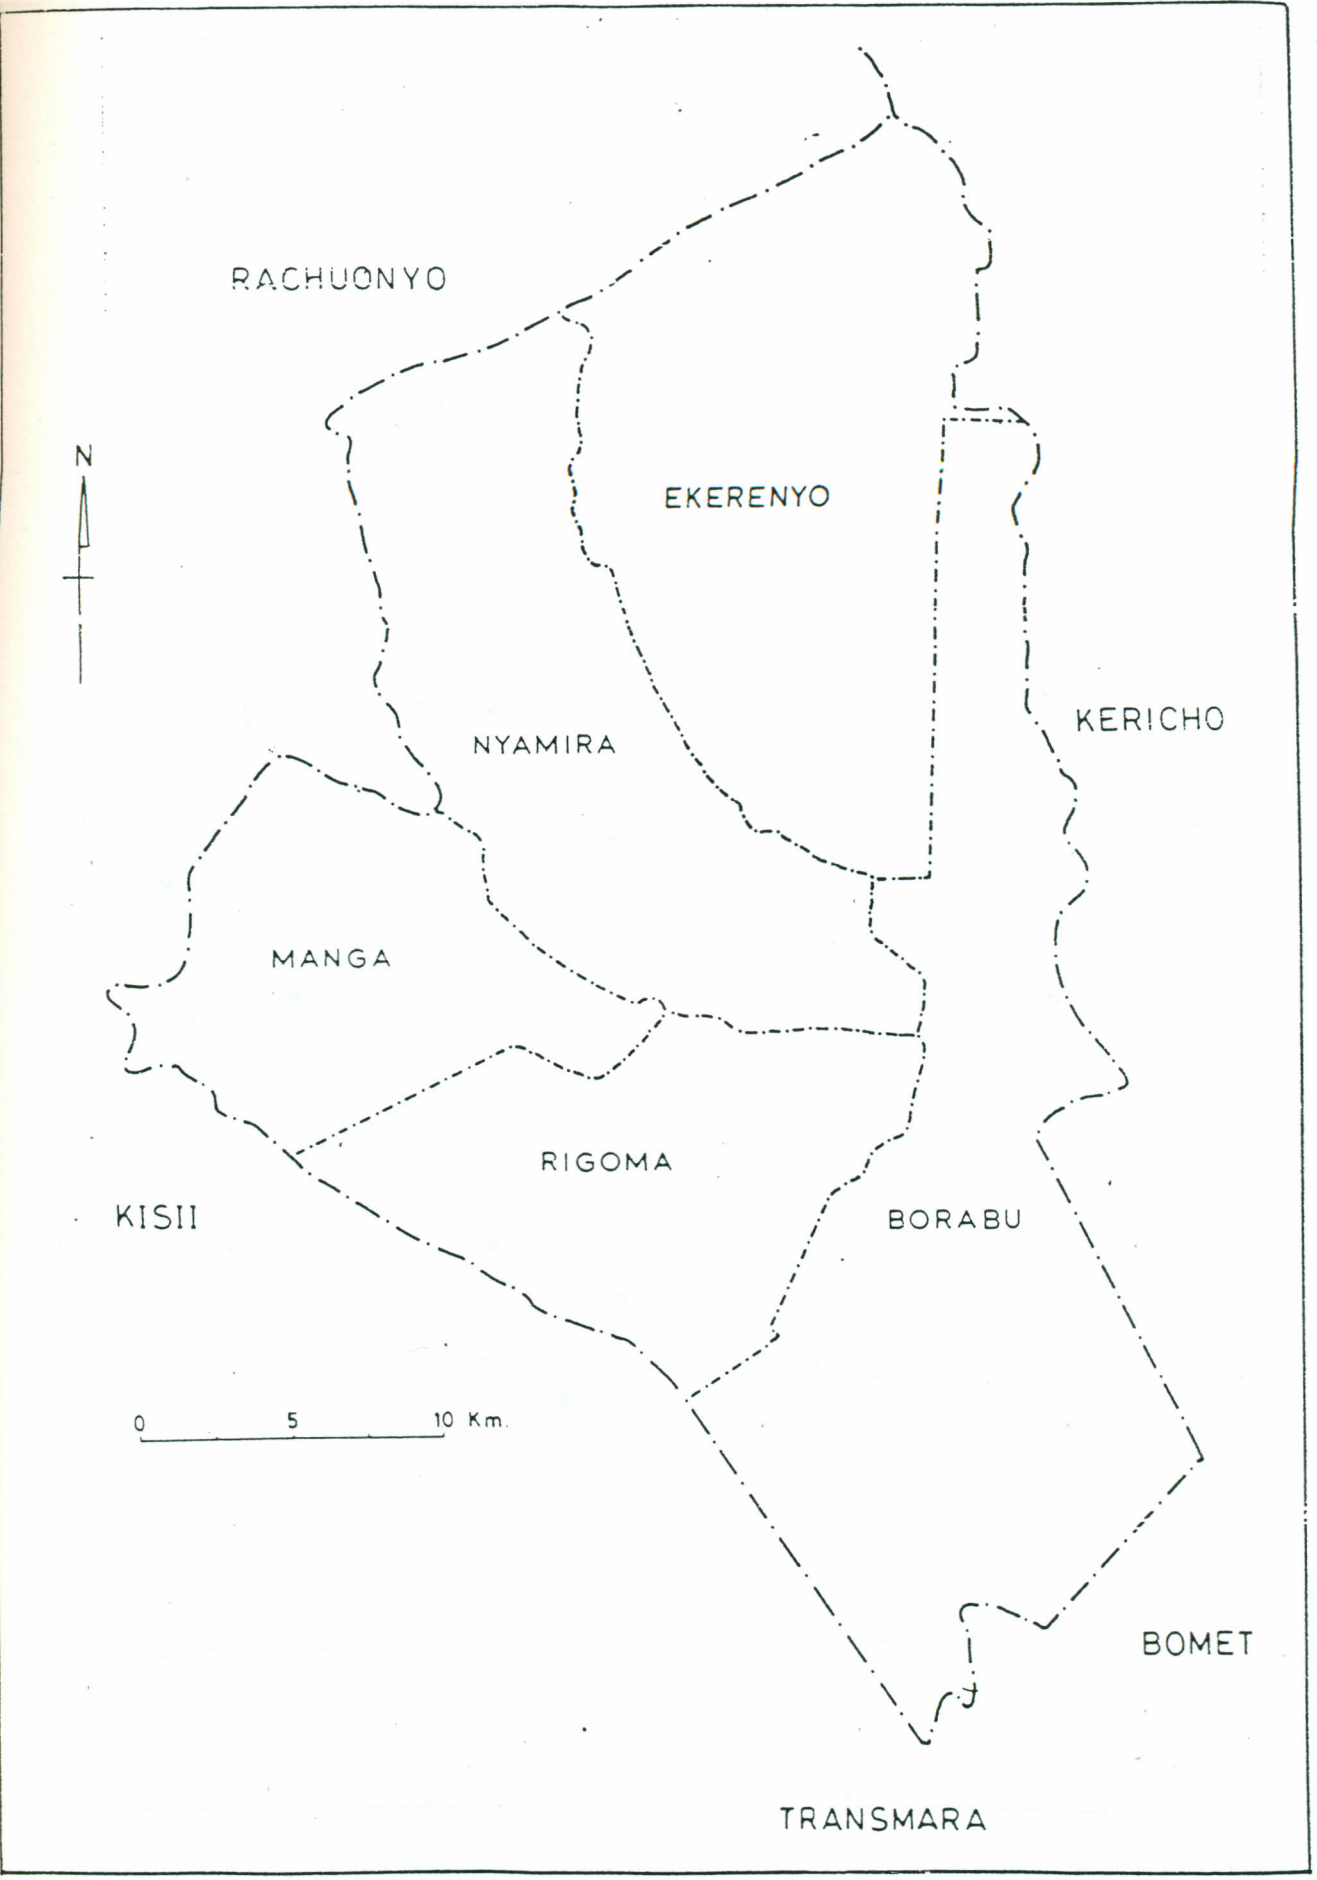 RACHUONYO
N
EKERENYO
KERICHO
NYAMIRA
MANGA
RIGOMA
KISII
BORABU
0 5 10 Km.
BOMET
TRANSMARA